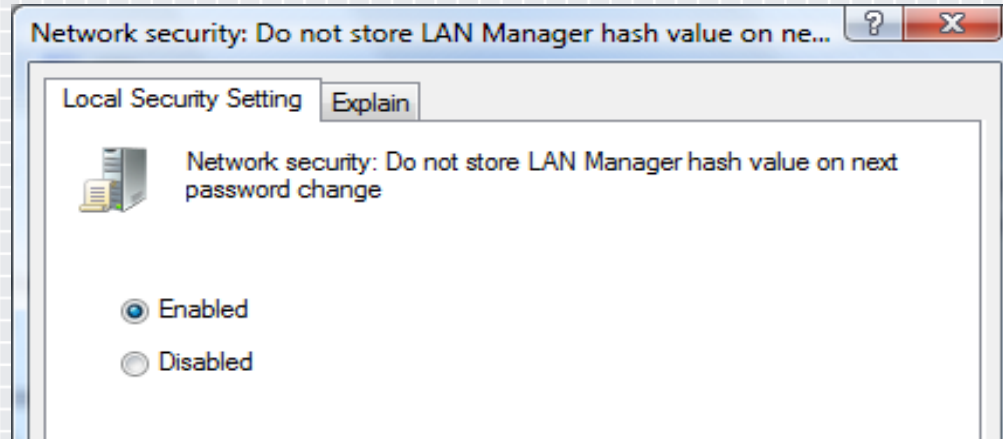 Network security: Do not store LAN Manager hash value on ne...
Local Security Setting
Explain
Network security: Do not store LAN Manager hash value on next
password change
Enabled
Disabled